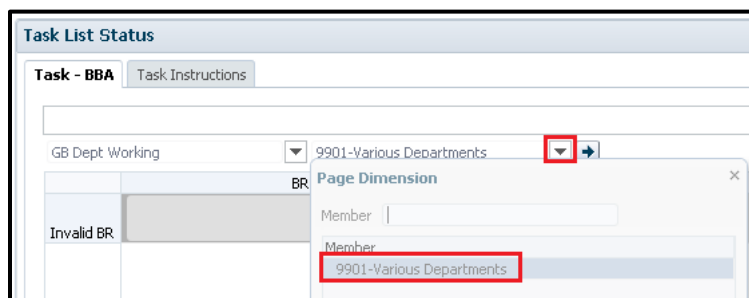 Task List Status
Task - BBA Task Instructions
GB Dept Working 9901-Various Departments
BR Page Dimension
Member
Invalid BR
Member
9901-Various Departments